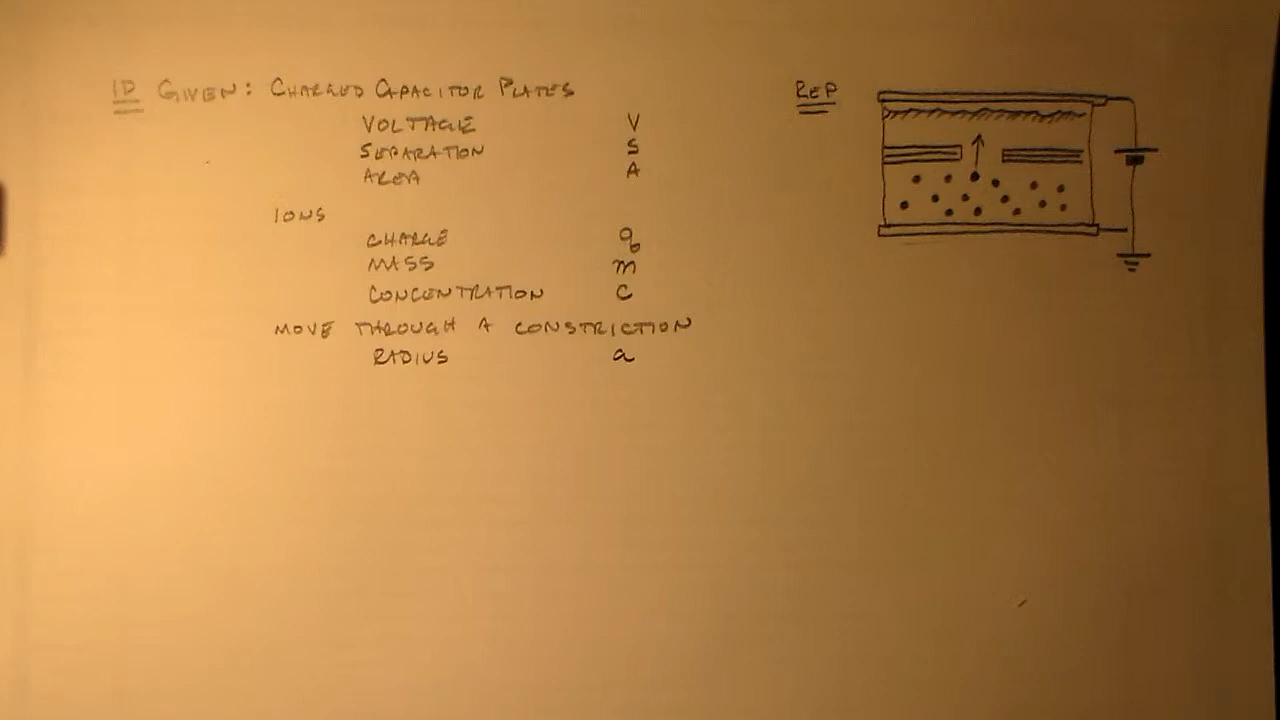 ID GIVEN: CHARGED CAPACITOR PLATES
VOLTAGE V
SEPARATION S
AREA A
IONS
CHARGE q
MASS m
CONCENTRATION C
MOVE THROUGH A CONSTRICTION
RADIUS a
REP